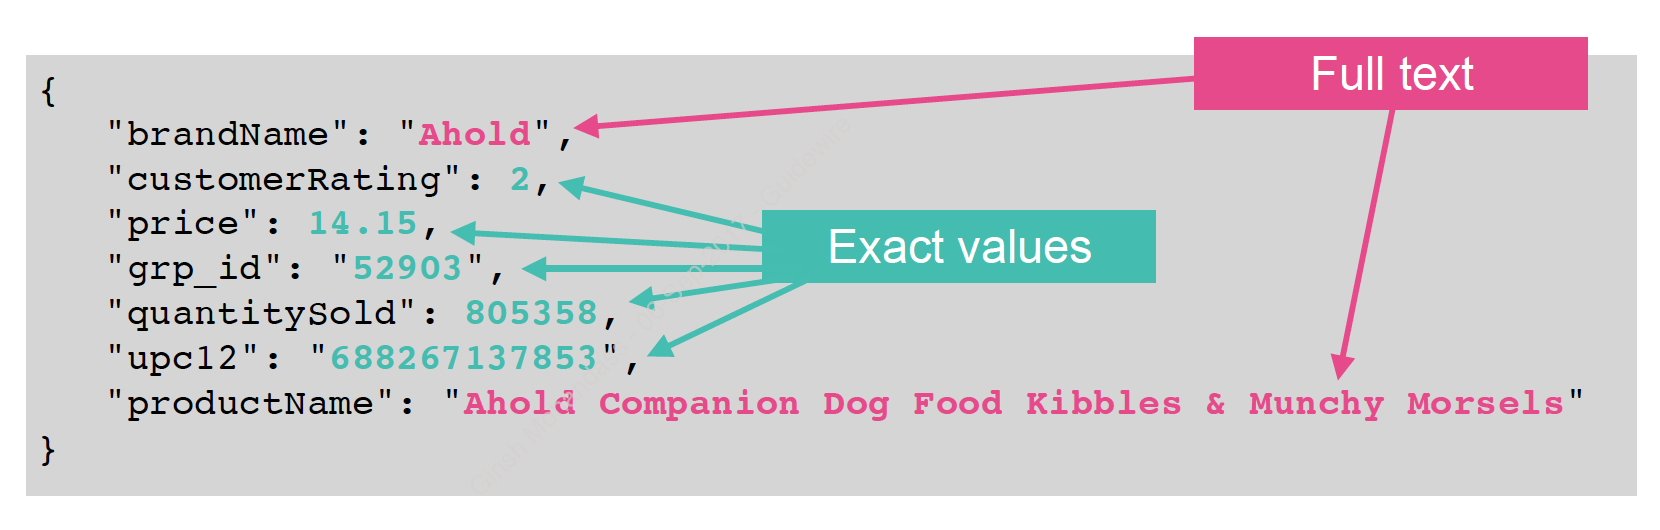 Full text
{
"brandName": "Ahold",
"customerRating": 2,
"price": 14.15,
Exact values
"grp_id": "52903",
"quantitySold": 805358,
"upc12": "688267137853",
"productName": "Ahold Companion Dog Food Kibbles & Munchy Morsels"
}